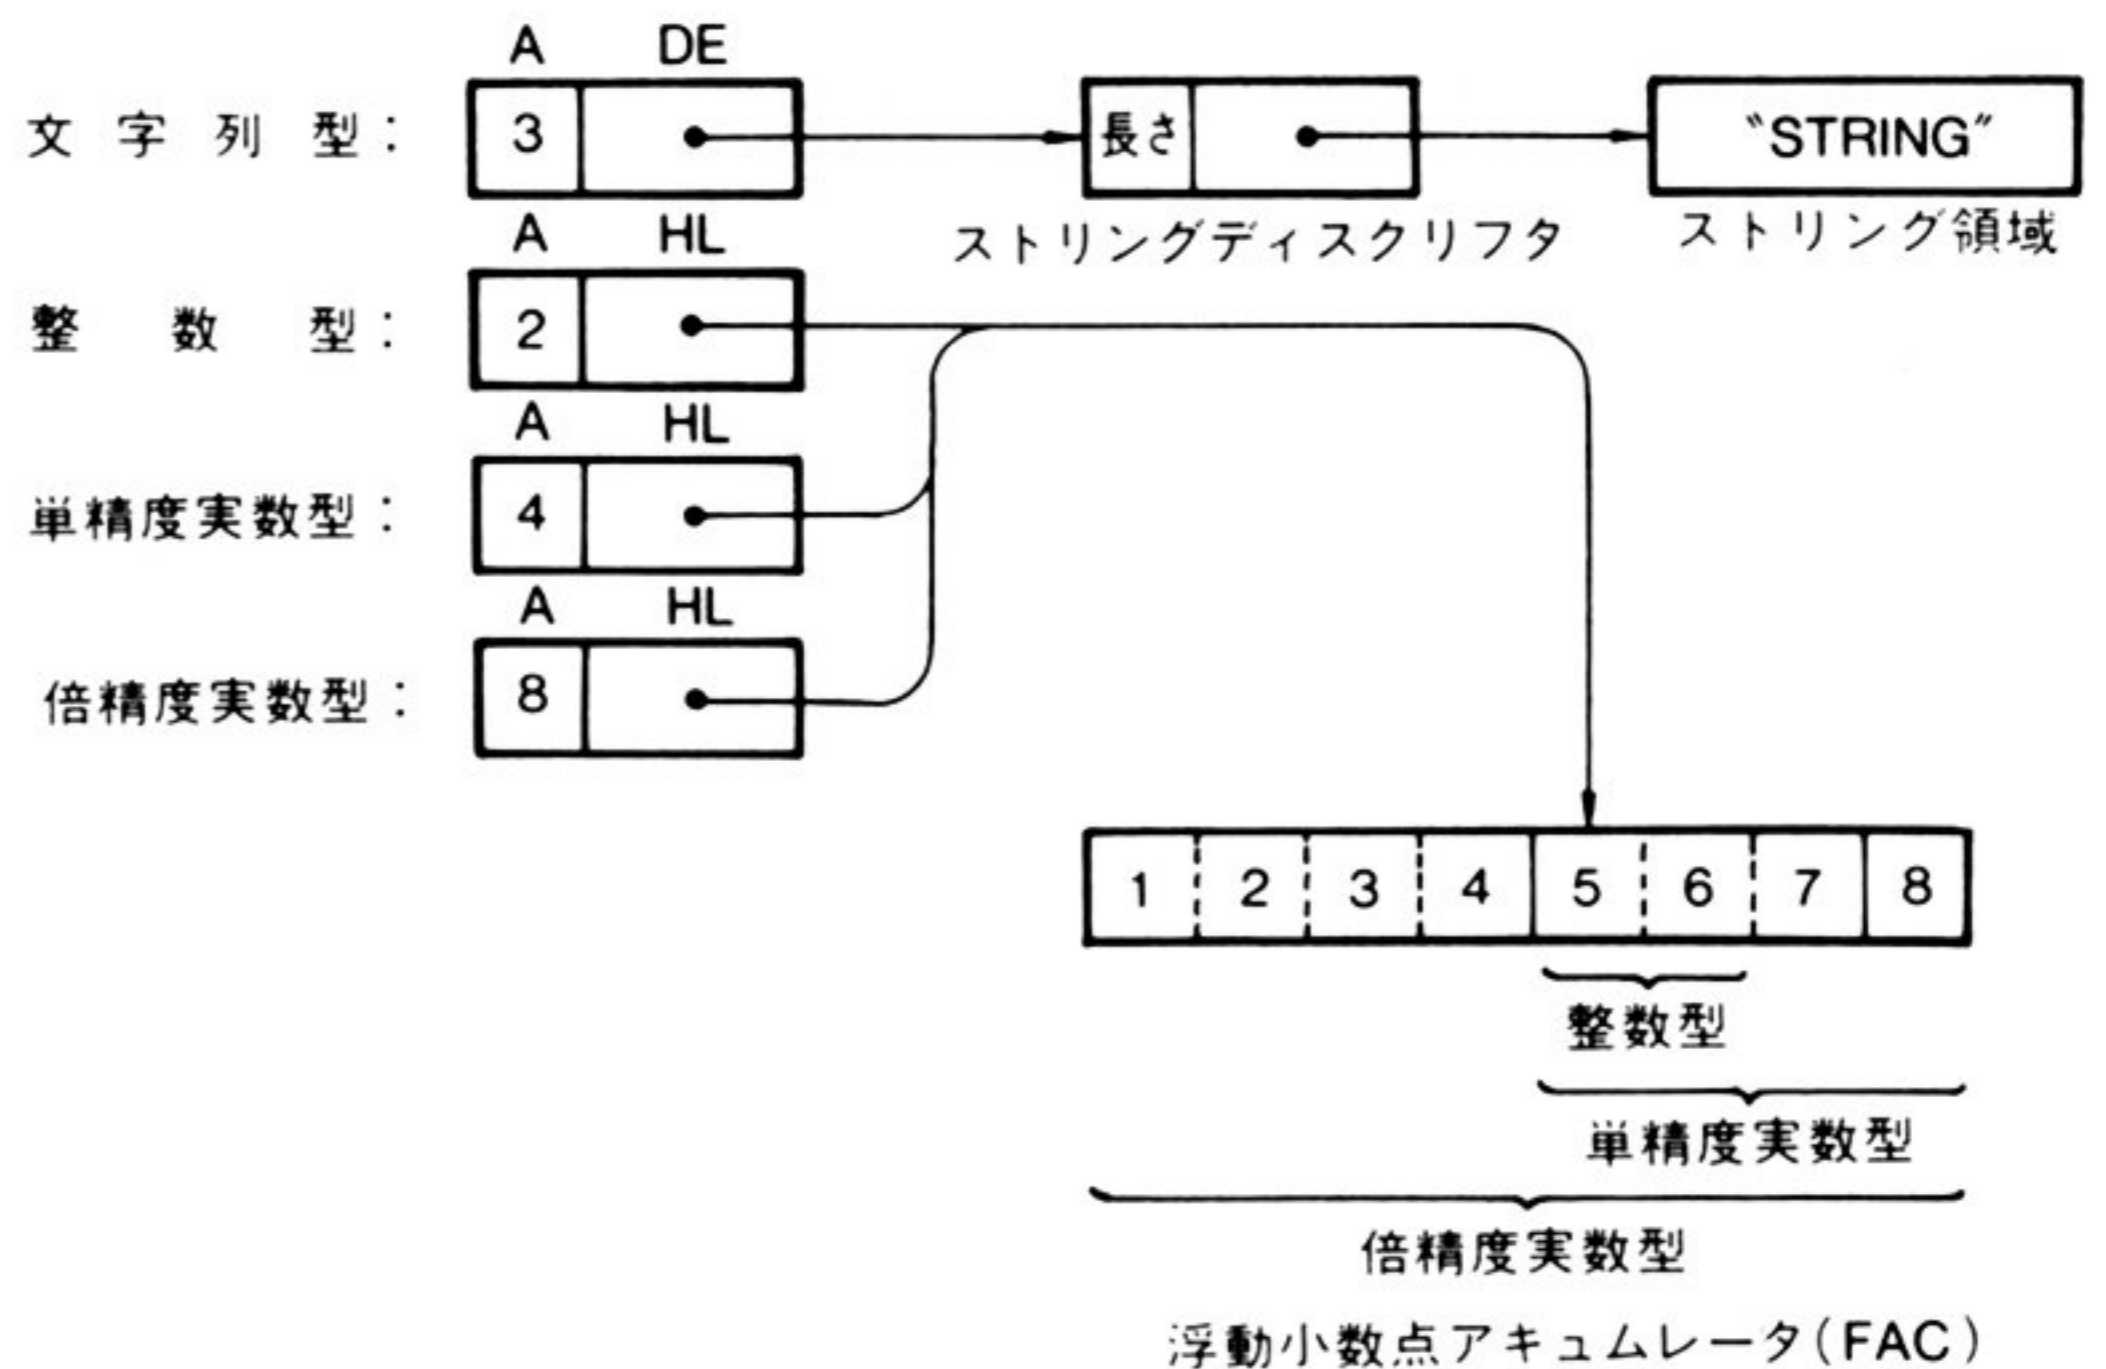 A DE
文字列型： 3 長さ "STRING"
ストリングディスクリフタ ストリング領域
A HL
整数型： 2
A HL
単精度実数型： 4
A HL
倍精度実数型： 8
1 2 3 4 5 6 7 8
整数型
単精度実数型
倍精度実数型
浮動小数点アキュムレータ(FAC)